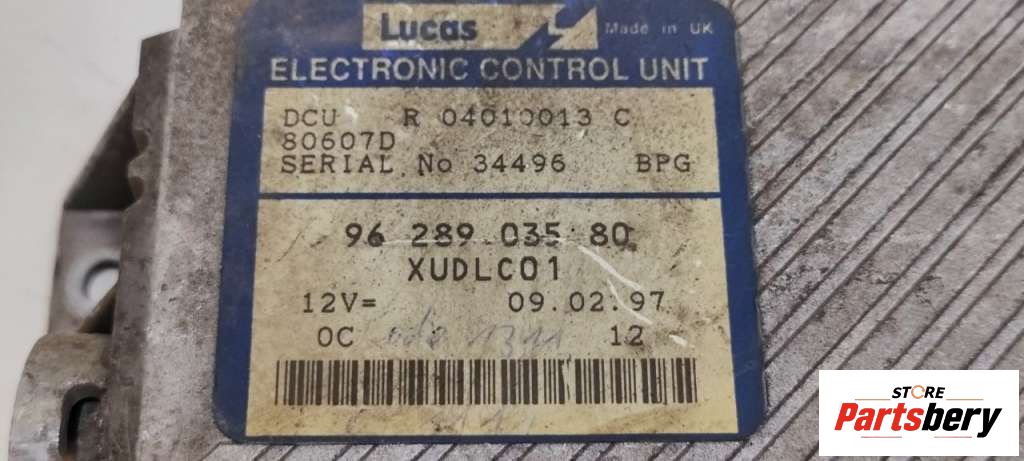 Lucas Made in UK
ELECTRONIC CONTROL UNIT
DCU R 04010013 C
80607D
SERIAL No 34496 BPG
96 289 035 80
XUDLC01
12V= 09.02.97
0C 12
STORE
Partsbery